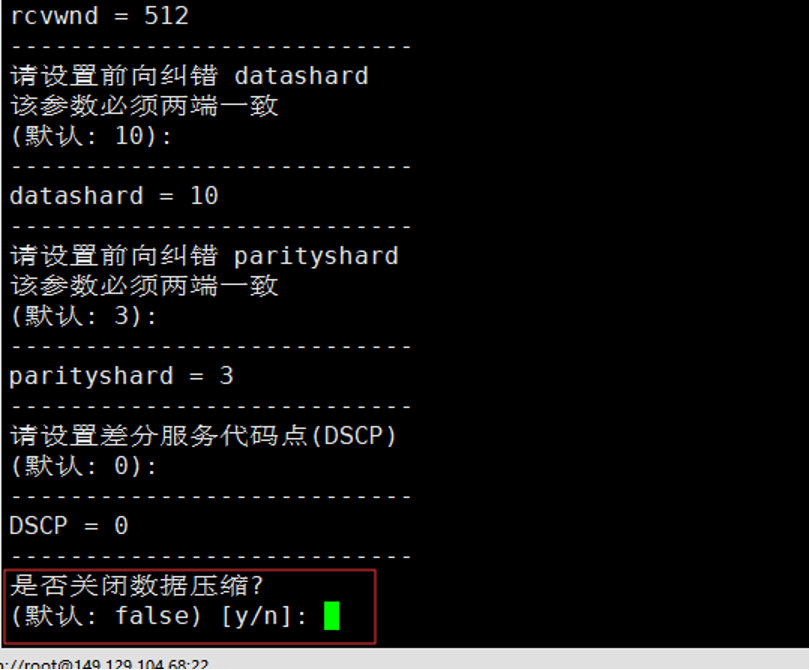 rcvwnd = 512
---------------------------
请设置前向纠错 datashard
该参数必须两端一致
(默认: 10):
---------------------------
datashard = 10
---------------------------
请设置前向纠错 parityshard
该参数必须两端一致
(默认: 3):
---------------------------
parityshard = 3
---------------------------
请设置差分服务代码点(DSCP)
(默认: 0):
---------------------------
DSCP = 0
---------------------------
是否关闭数据压缩?
(默认: false) [y/n]:
://root@149.129.104.68:22